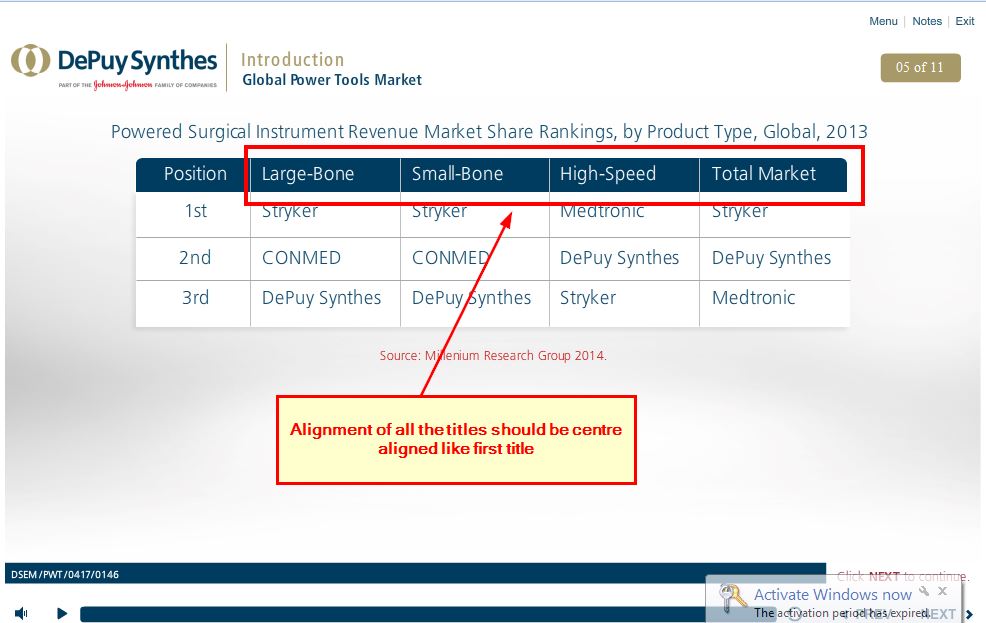 Menu | Notes | Exit
DePuy Synthes
PART OF THE Johnson & Johnson FAMILY OF COMPANIES
Introduction
Global Power Tools Market
05 of 11
Powered Surgical Instrument Revenue Market Share Rankings, by Product Type, Global, 2013
Position Large-Bone Small-Bone High-Speed Total Market
1st Stryker Stryker Medtronic Stryker
2nd CONMED CONMED DePuy Synthes DePuy Synthes
3rd DePuy Synthes DePuy Synthes Stryker Medtronic
Source: Millenium Research Group 2014.
Alignment of all the titles should be centre
aligned like first title
DSEM/PWT/0417/0146
Click NEXT to continue.
Activate Windows now
The activation period has expired.
PREV NEXT